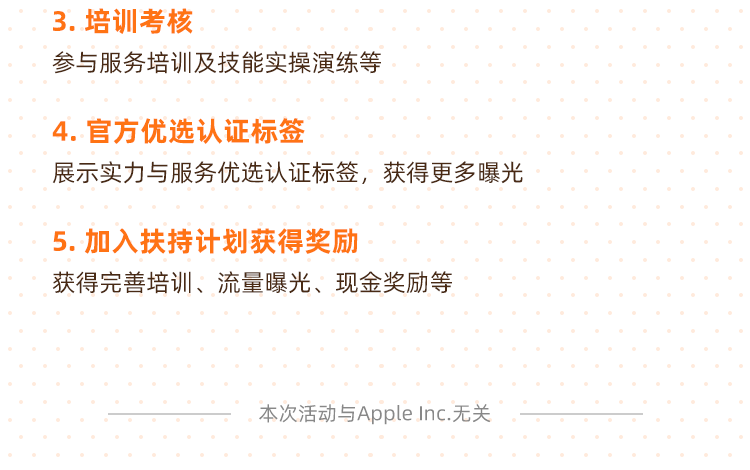 3. 培训考核
参与服务培训及技能实操演练等
4. 官方优选认证标签
展示实力与服务优选认证标签，获得更多曝光
5. 加入扶持计划获得奖励
获得完善培训、流量曝光、现金奖励等
本次活动与Apple Inc.无关